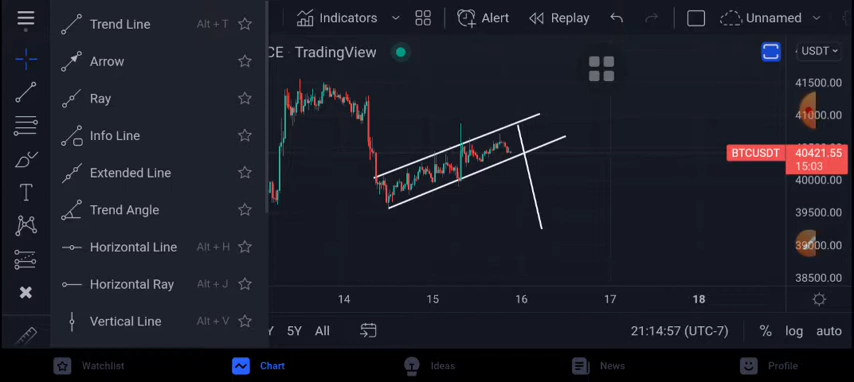 Indicators
Alert
Replay
Unnamed
Trend Line Alt + T
Arrow
Ray
Info Line
Extended Line
Trend Angle
Horizontal Line Alt + H
Horizontal Ray Alt + J
Vertical Line Alt + V
CE · TradingView
USDT
41500.00
41000.00
BTCUSDT 40421.55
15:03
40000.00
39500.00
39000.00
38500.00
14 15 16 17 18
5Y All
21:14:57 (UTC-7) % log auto
Watchlist Chart Ideas News Profile